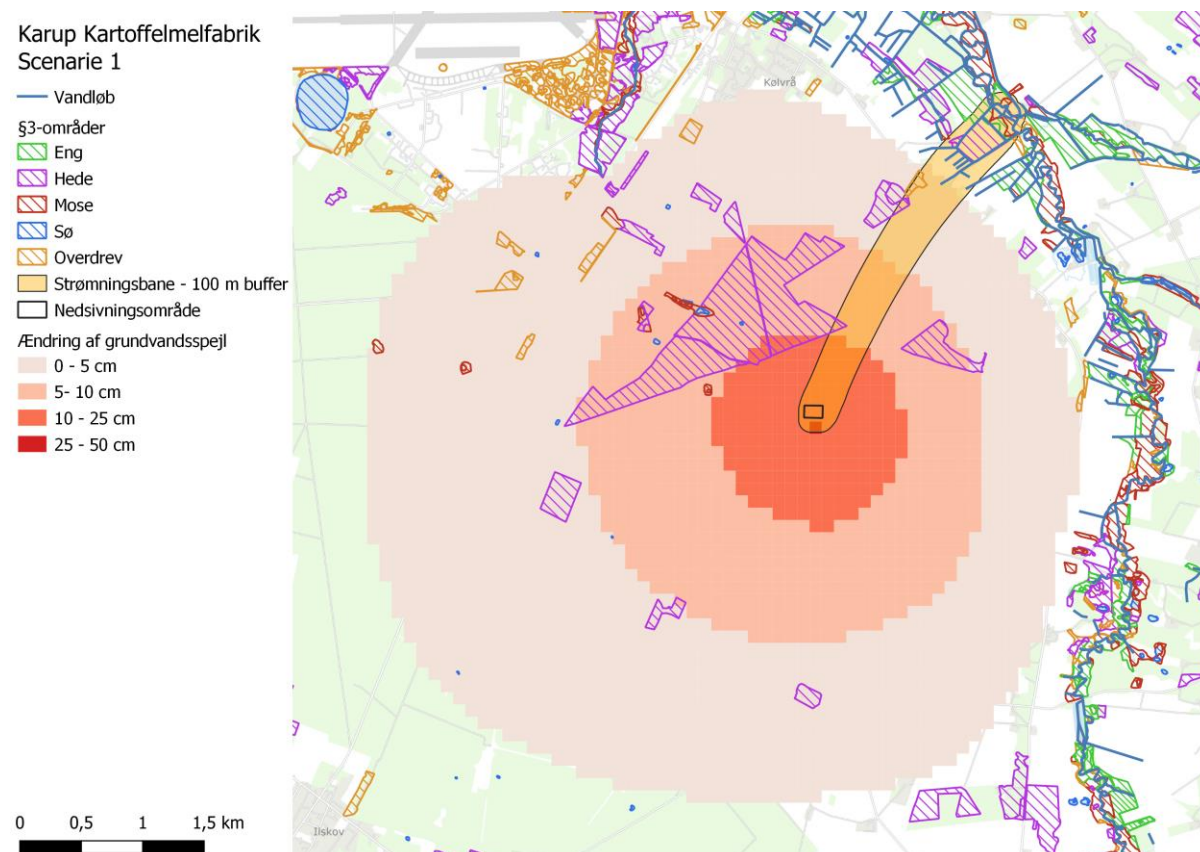 Karup Kartoffelmelfabrik
Scenarie 1
Vandløb
§3-områder
Eng
Hede
Mose
Sø
Overdrev
Strømningsbane - 100 m buffer
Nedsivningsområde
Ændring af grundvandsspejl
0 - 5 cm
5- 10 cm
10 - 25 cm
25 - 50 cm
0 0,5 1 1,5 km
Kølvrå
Ilskov